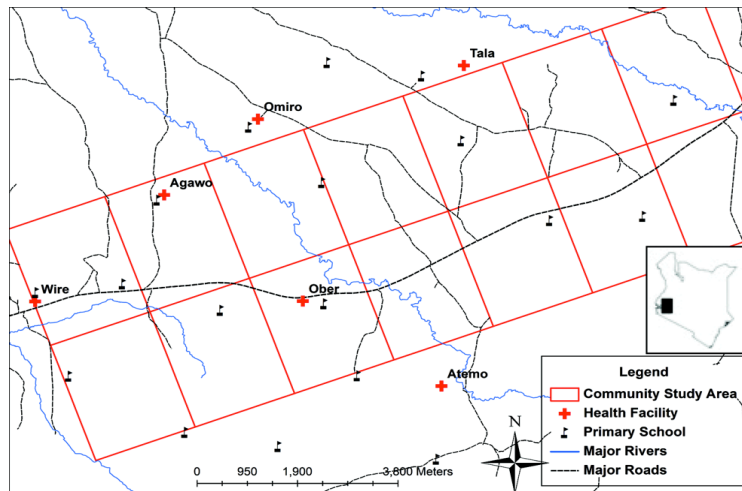 Tala
Omiro
Agawo
Wire
Ober
Atemo
N
0 950 1,900 3,800 Meters
Legend
Community Study Area
Health Facility
Primary School
Major Rivers
Major Roads